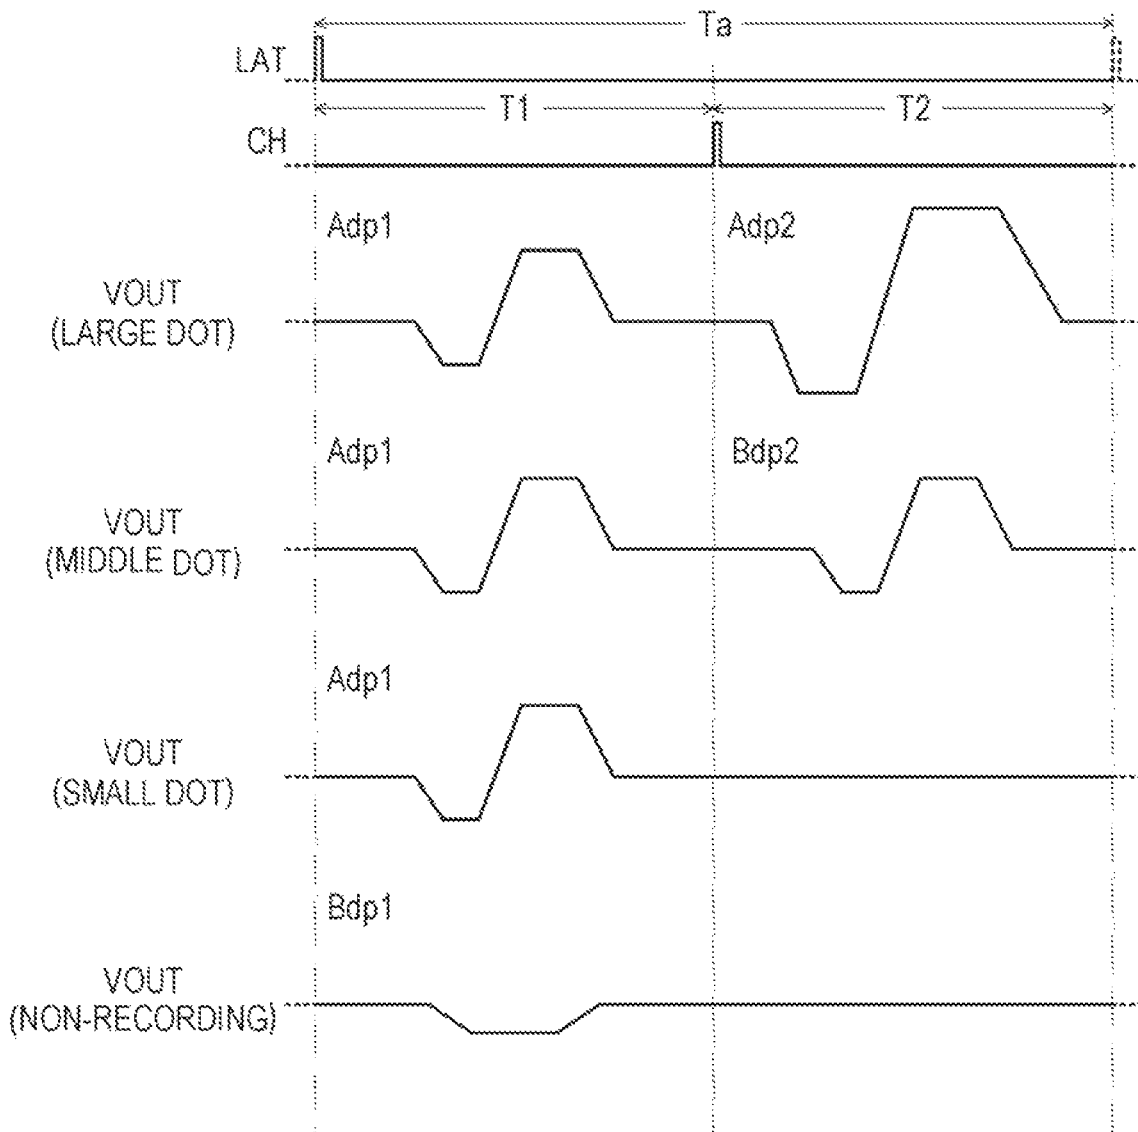 Ta
LAT
T1
T2
CH
Adp1
Adp2
VOUT
(LARGE DOT)
Adp1
Bdp2
VOUT
(MIDDLE DOT)
Adp1
VOUT
(SMALL DOT)
Bdp1
VOUT
(NON-RECORDING)